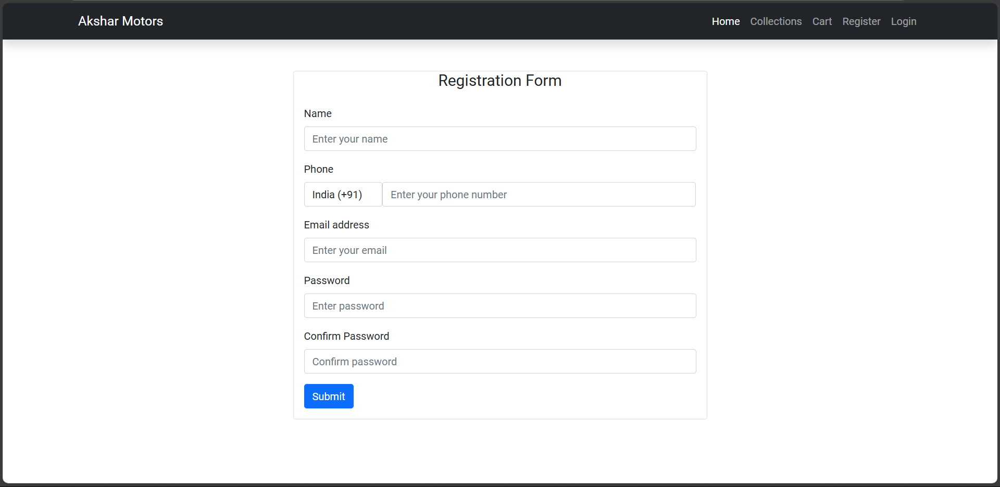 Akshar Motors Home Collections Cart Register Login
Registration Form
Name
Enter your name
Phone
India (+91) Enter your phone number
Email address
Enter your email
Password
Enter password
Confirm Password
Confirm password
Submit